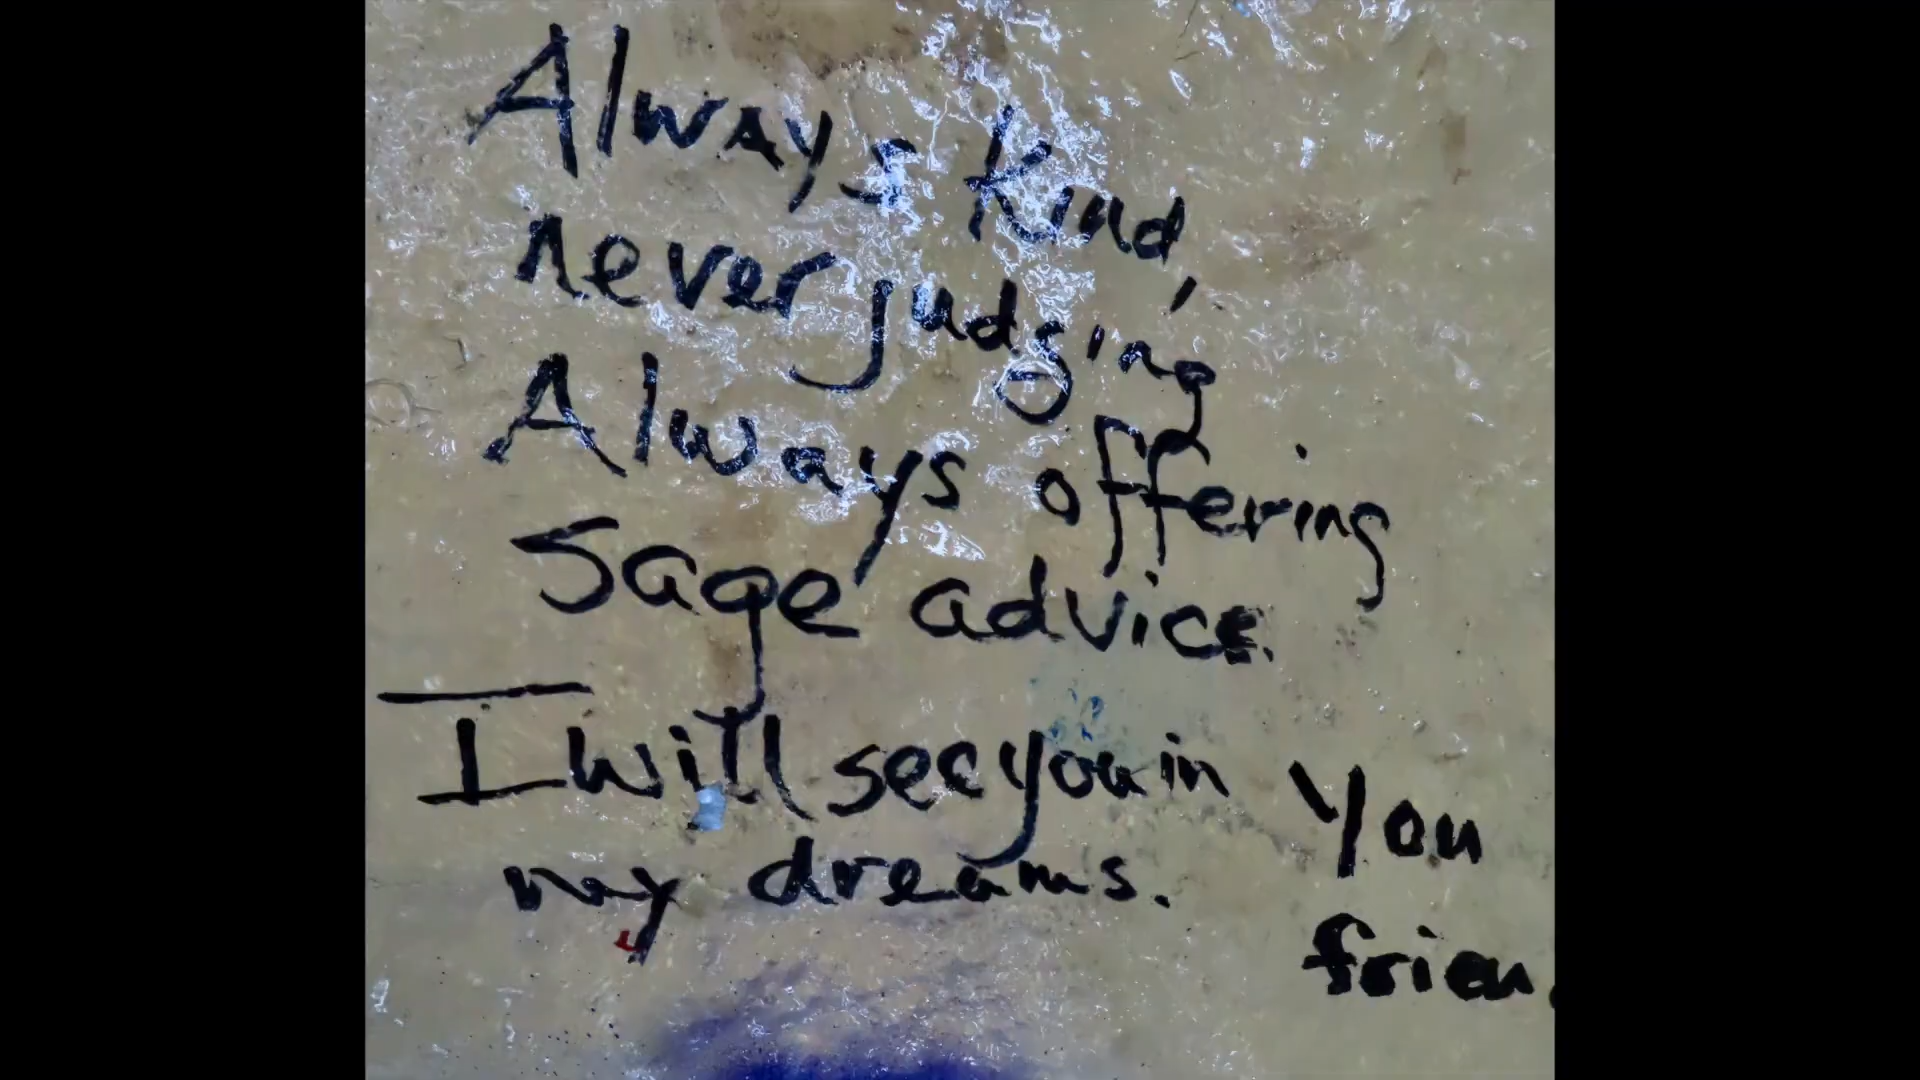 Always kind,
never judging
Always offering
Sage advice.
I will see you in
my dreams.
You
frien